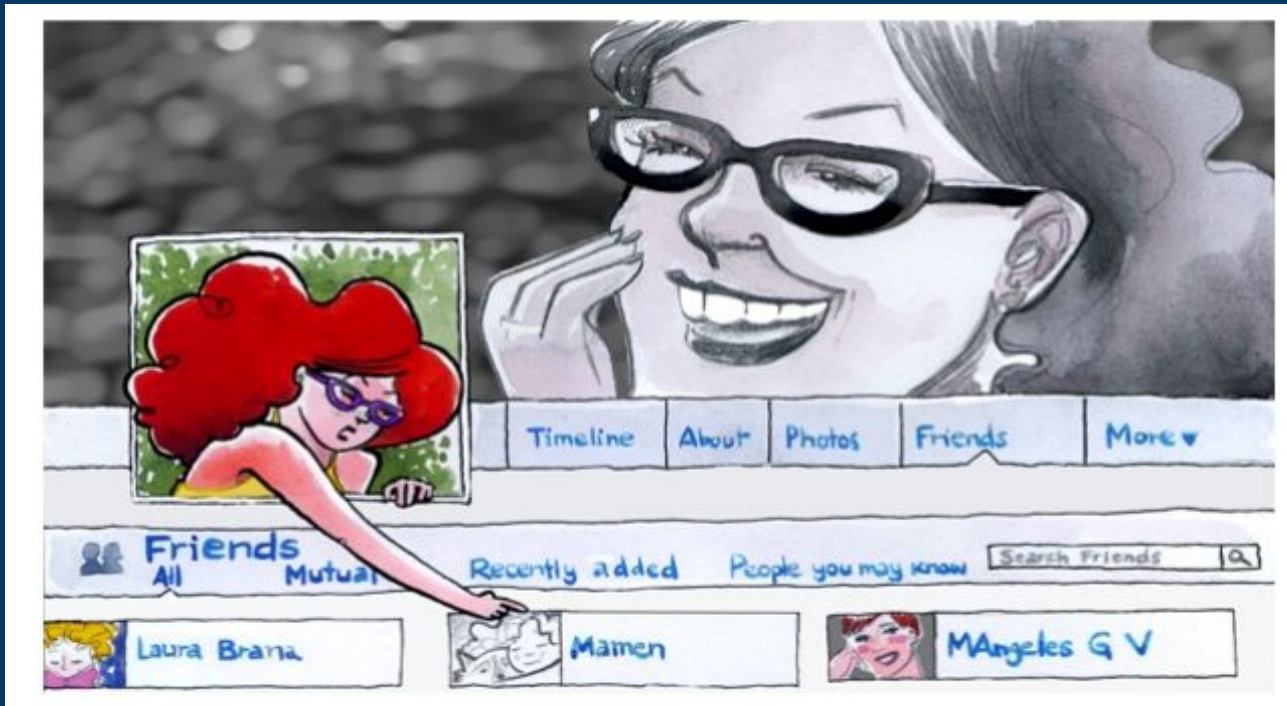 Timeline About Photos Friends More
Friends
All Mutual Recently added People you may know Search Friends
Laura Brana Mamen MAngeles G V